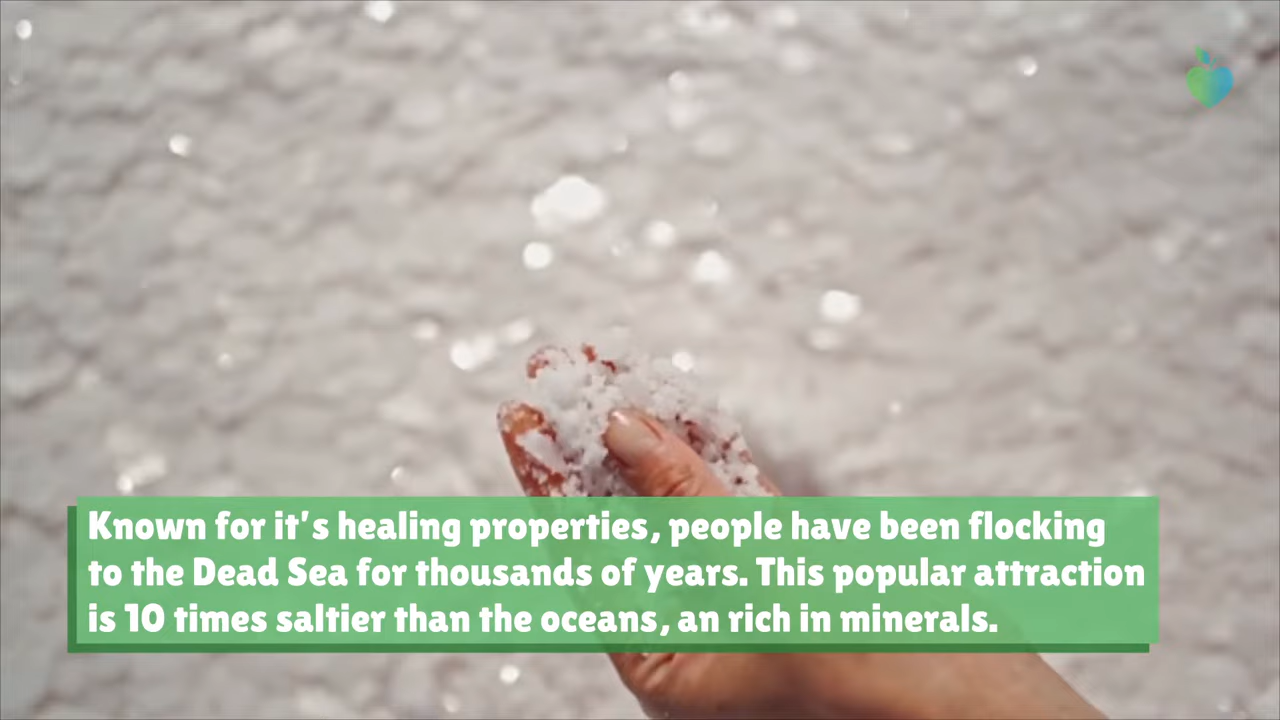 Known for it's healing properties, people have been flocking
to the Dead Sea for thousands of years. This popular attraction
is 10 times saltier than the oceans, an rich in minerals.